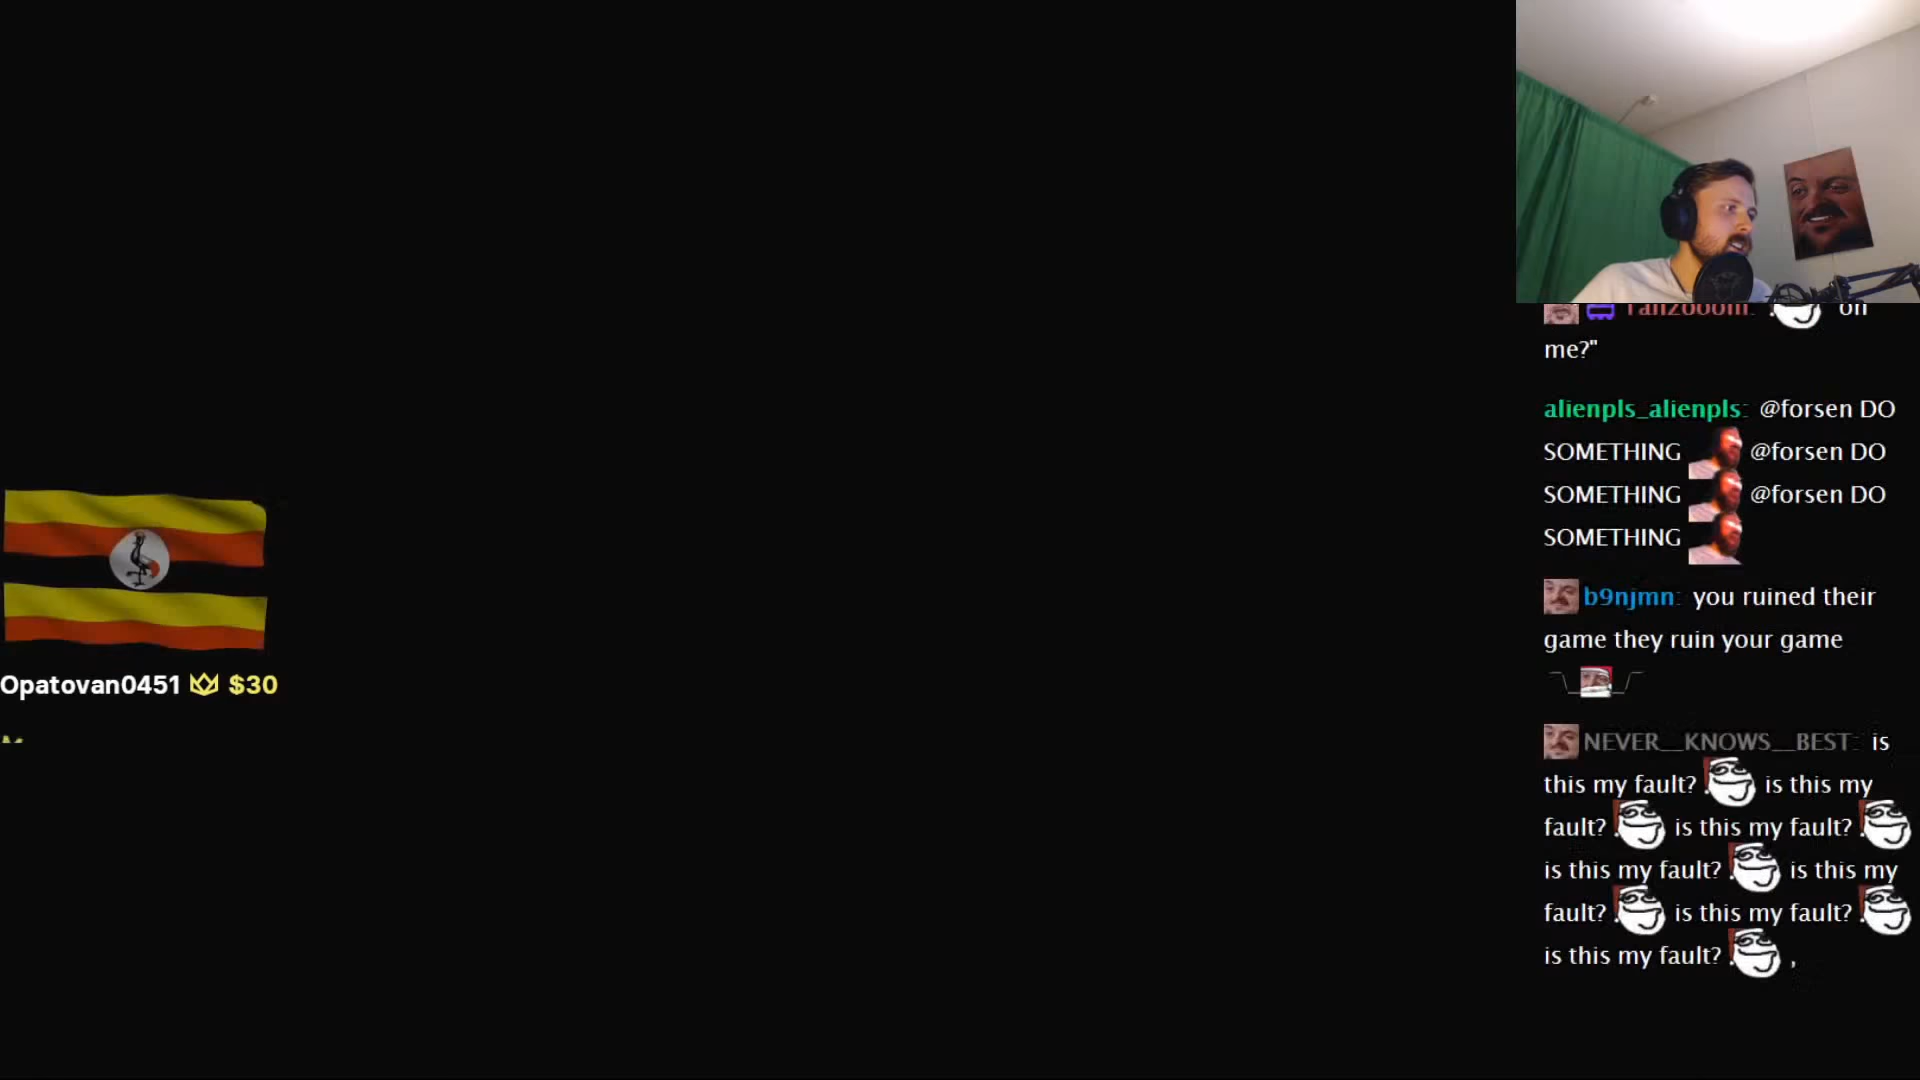 Opatovan0451 $30
on
me?"
alienpls_alienpls: @forsen DO
SOMETHING @forsen DO
SOMETHING @forsen DO
SOMETHING
b9njmn: you ruined their
game they ruin your game
NEVER__KNOWS__BEST: is
this my fault? is this my
fault? is this my fault?
is this my fault? is this my
fault? is this my fault?
is this my fault? ,